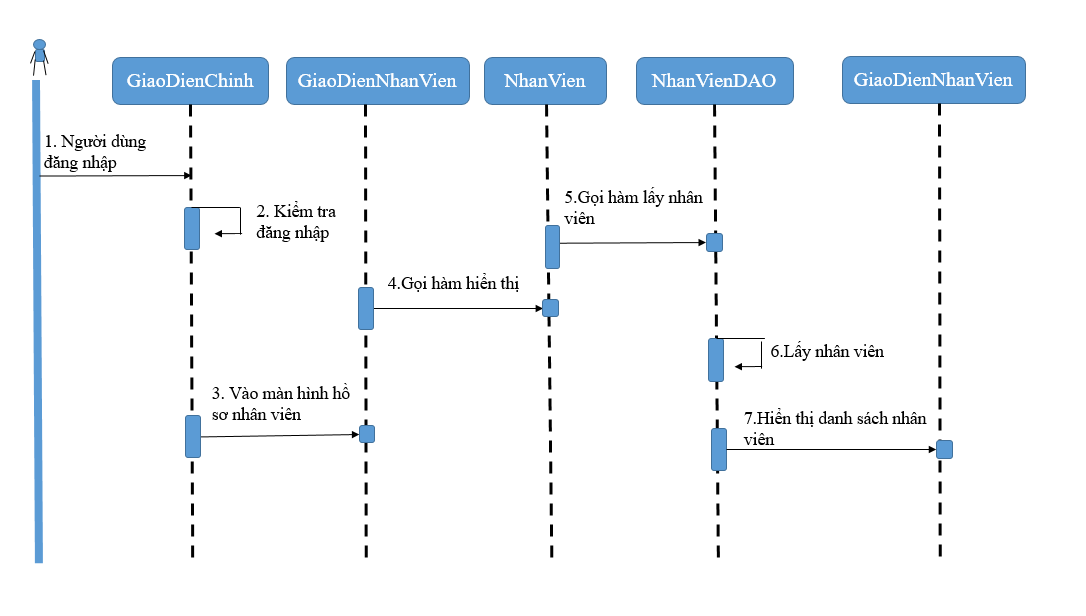 GiaoDienChinh
GiaoDienNhanVien
NhanVien
NhanVienDAO
GiaoDienNhanVien
1. Người dùng
đăng nhập
2. Kiểm tra
đăng nhập
5.Gọi hàm lấy nhân
viên
4.Gọi hàm hiển thị
6.Lấy nhân viên
3. Vào màn hình hồ
sơ nhân viên
7.Hiển thị danh sách nhân
viên